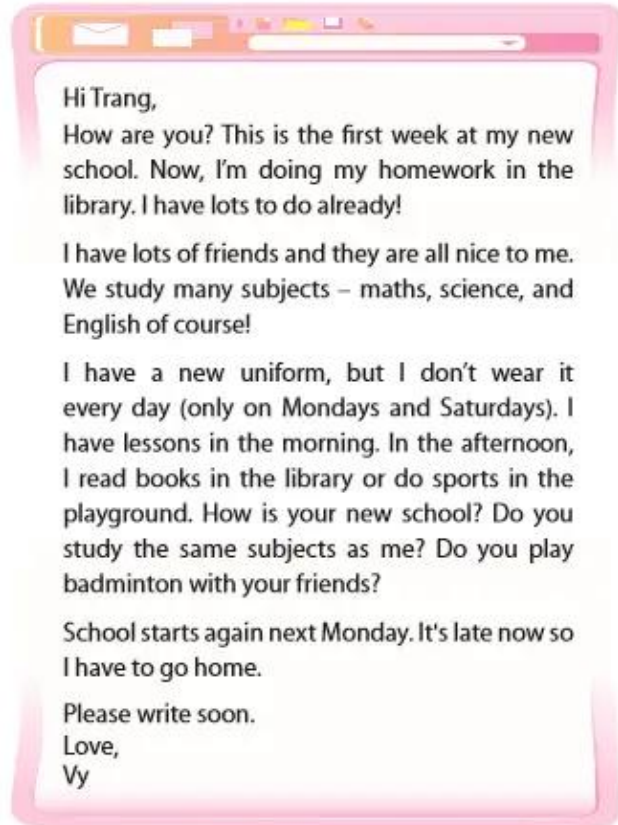 Hi Trang,
How are you? This is the first week at my new
school. Now, I'm doing my homework in the
library. I have lots to do already!
I have lots of friends and they are all nice to me.
We study many subjects – maths, science, and
English of course!
I have a new uniform, but I don't wear it
every day (only on Mondays and Saturdays). I
have lessons in the morning. In the afternoon,
I read books in the library or do sports in the
playground. How is your new school? Do you
study the same subjects as me? Do you play
badminton with your friends?
School starts again next Monday. It's late now so
I have to go home.
Please write soon.
Love,
Vy